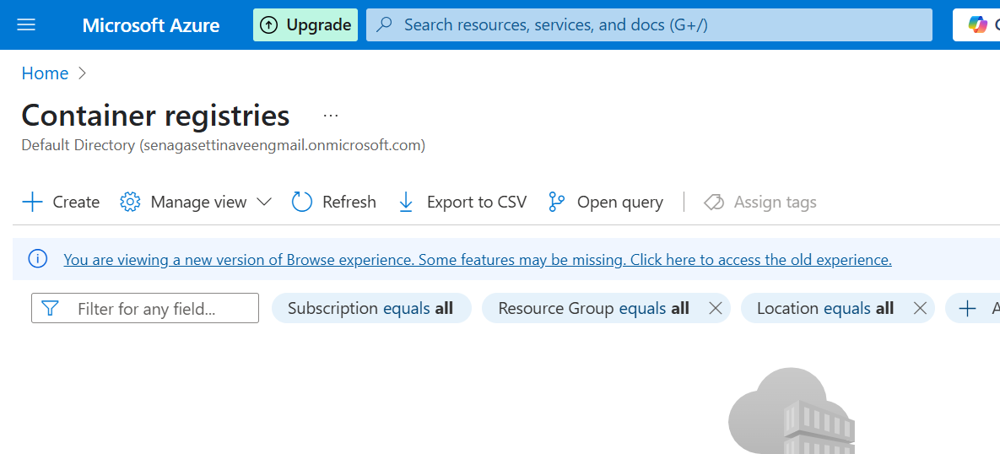 Microsoft Azure Upgrade Search resources, services, and docs (G+/)
Home
Container registries ...
Default Directory (senagasettinaveengmail.onmicrosoft.com)
Create Manage view Refresh Export to CSV Open query Assign tags
You are viewing a new version of Browse experience. Some features may be missing. Click here to access the old experience.
Filter for any field... Subscription equals all Resource Group equals all Location equals all